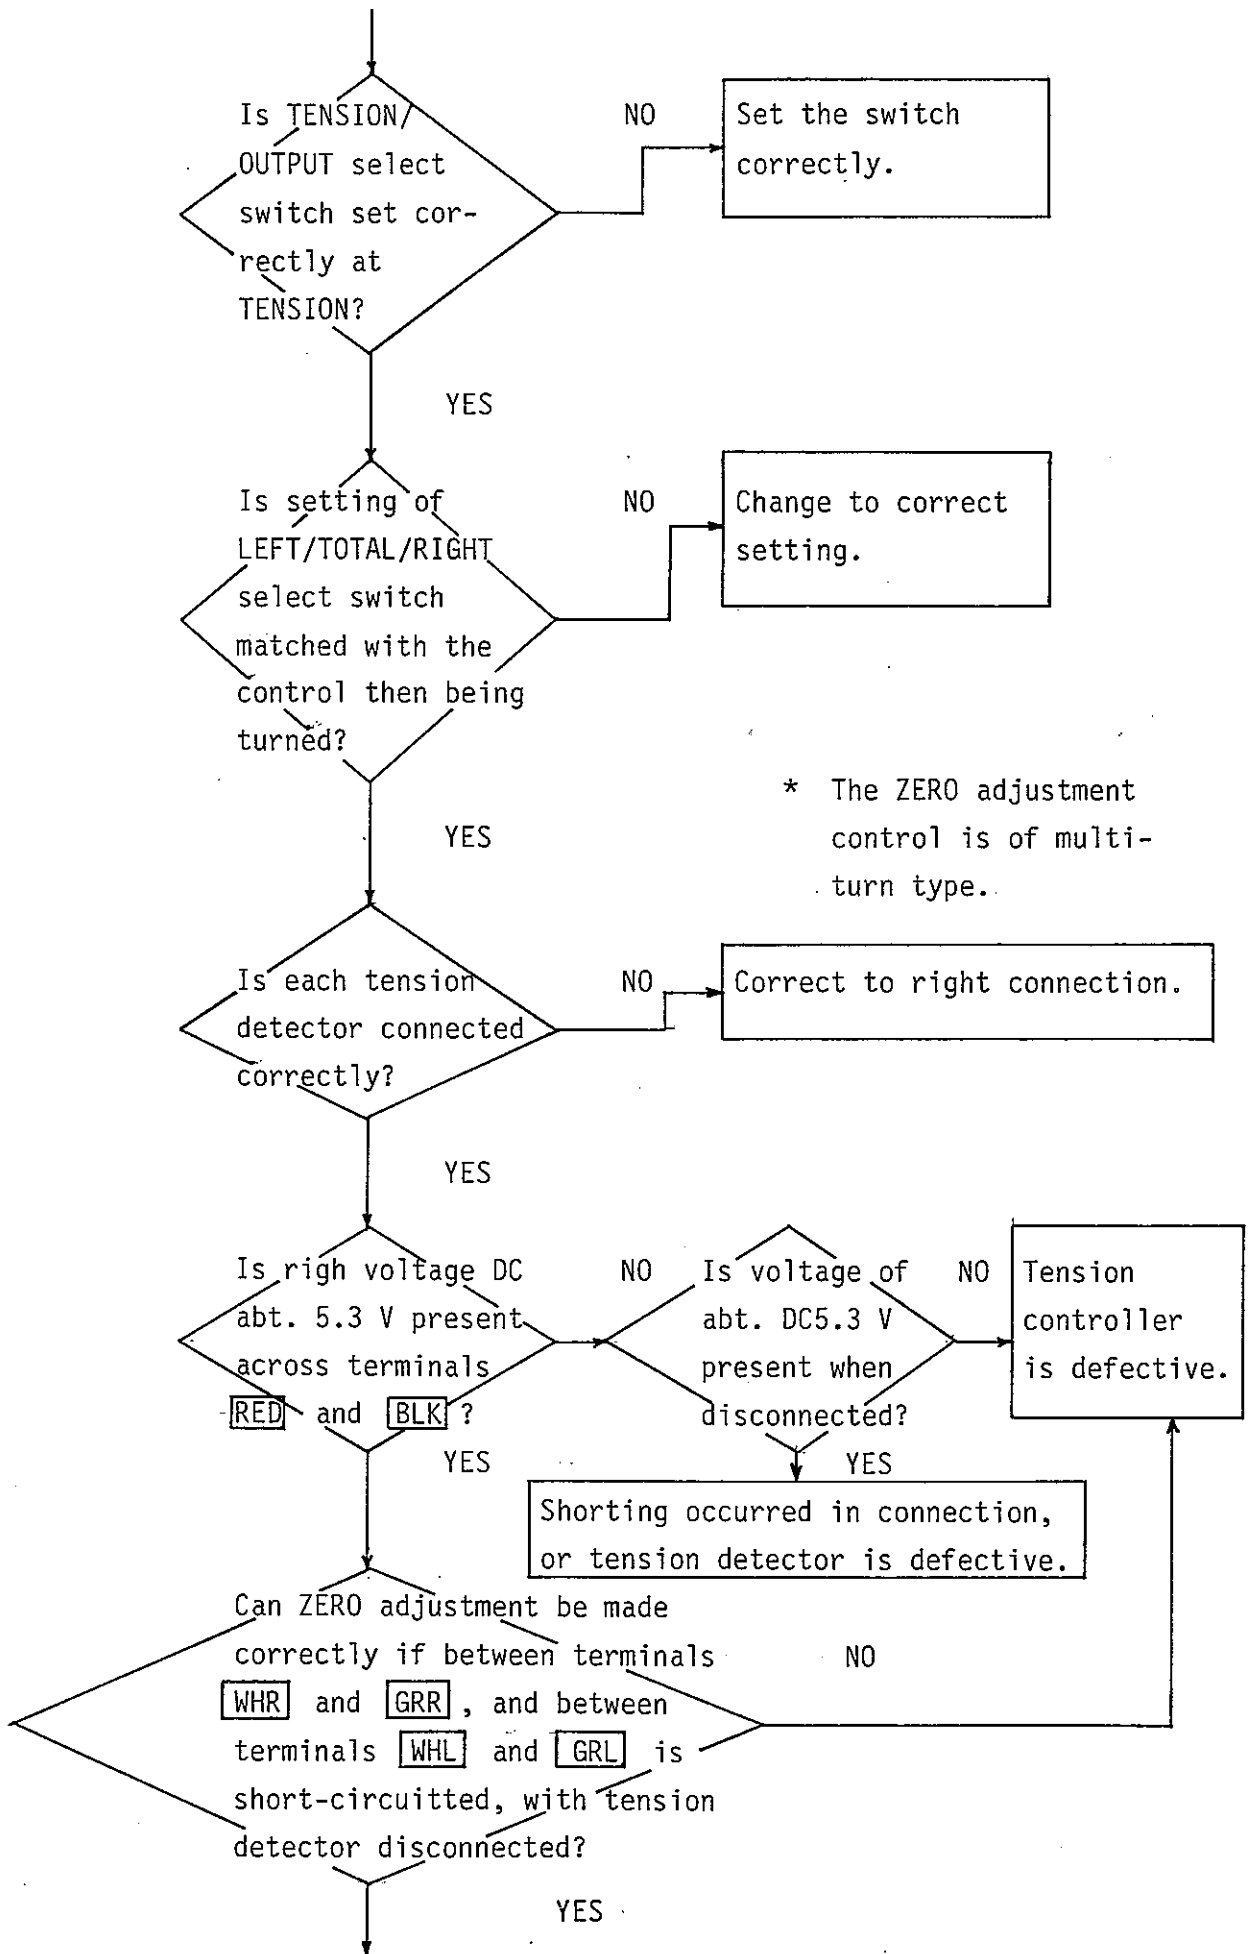 Is TENSION/
OUTPUT select
switch set cor-
rectly at
TENSION?
NO
Set the switch
correctly.
YES
Is setting of
LEFT/TOTAL/RIGHT
select switch
matched with the
control then being
turned?
NO
Change to correct
setting.
YES
* The ZERO adjustment
control is of multi-
turn type.
Is each tension
detector connected
correctly?
NO
Correct to right connection.
YES
Is righ voltage DC
abt. 5.3 V present
across terminals
RED and BLK ?
NO
Is voltage of
abt. DC5.3 V
present when
disconnected?
NO
Tension
controller
is defective.
YES
YES
Shorting occurred in connection,
or tension detector is defective.
Can ZERO adjustment be made
correctly if between terminals
WHR and GRR , and between
terminals WHL and GRL is
short-circuitted, with tension
detector disconnected?
NO
YES